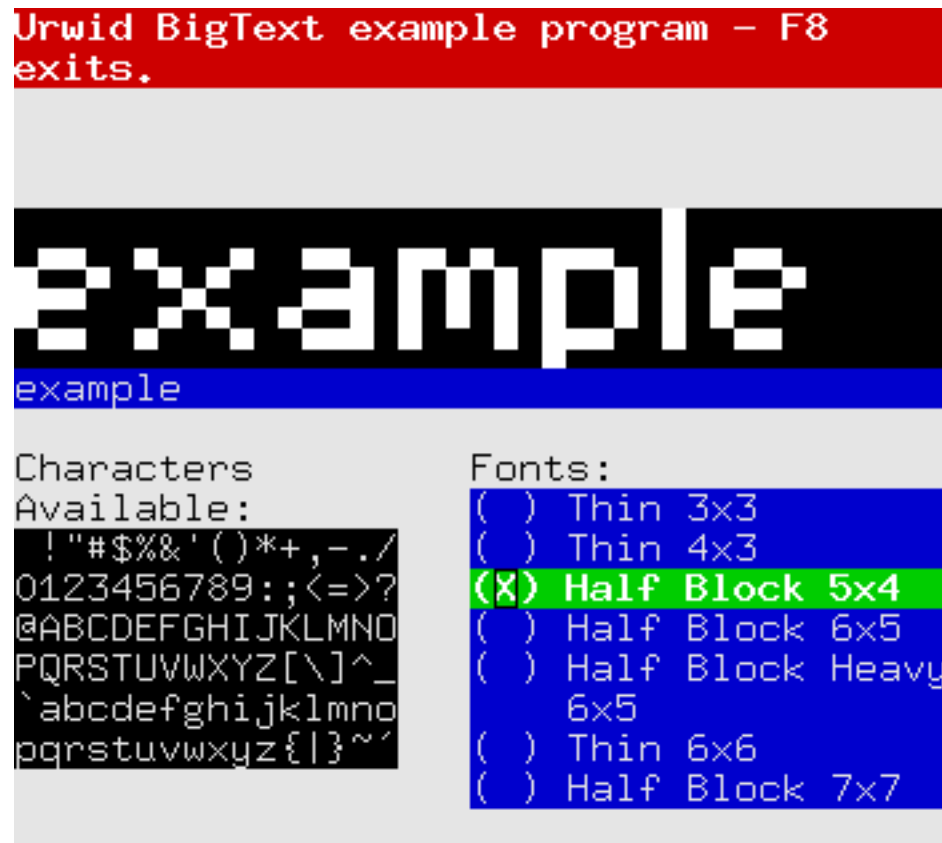 Urwid BigText example program – F8
exits.
example
example
Characters
Available:
 !"#$%&'()*+,-./
0123456789:;<=>?
@ABCDEFGHIJKLMNO
PQRSTUVWXYZ[\]^_
`abcdefghijklmno
pqrstuvwxyz{|}~´
Fonts:
( ) Thin 3x3
( ) Thin 4x3
(X) Half Block 5x4
( ) Half Block 6x5
( ) Half Block Heavy
6x5
( ) Thin 6x6
( ) Half Block 7x7